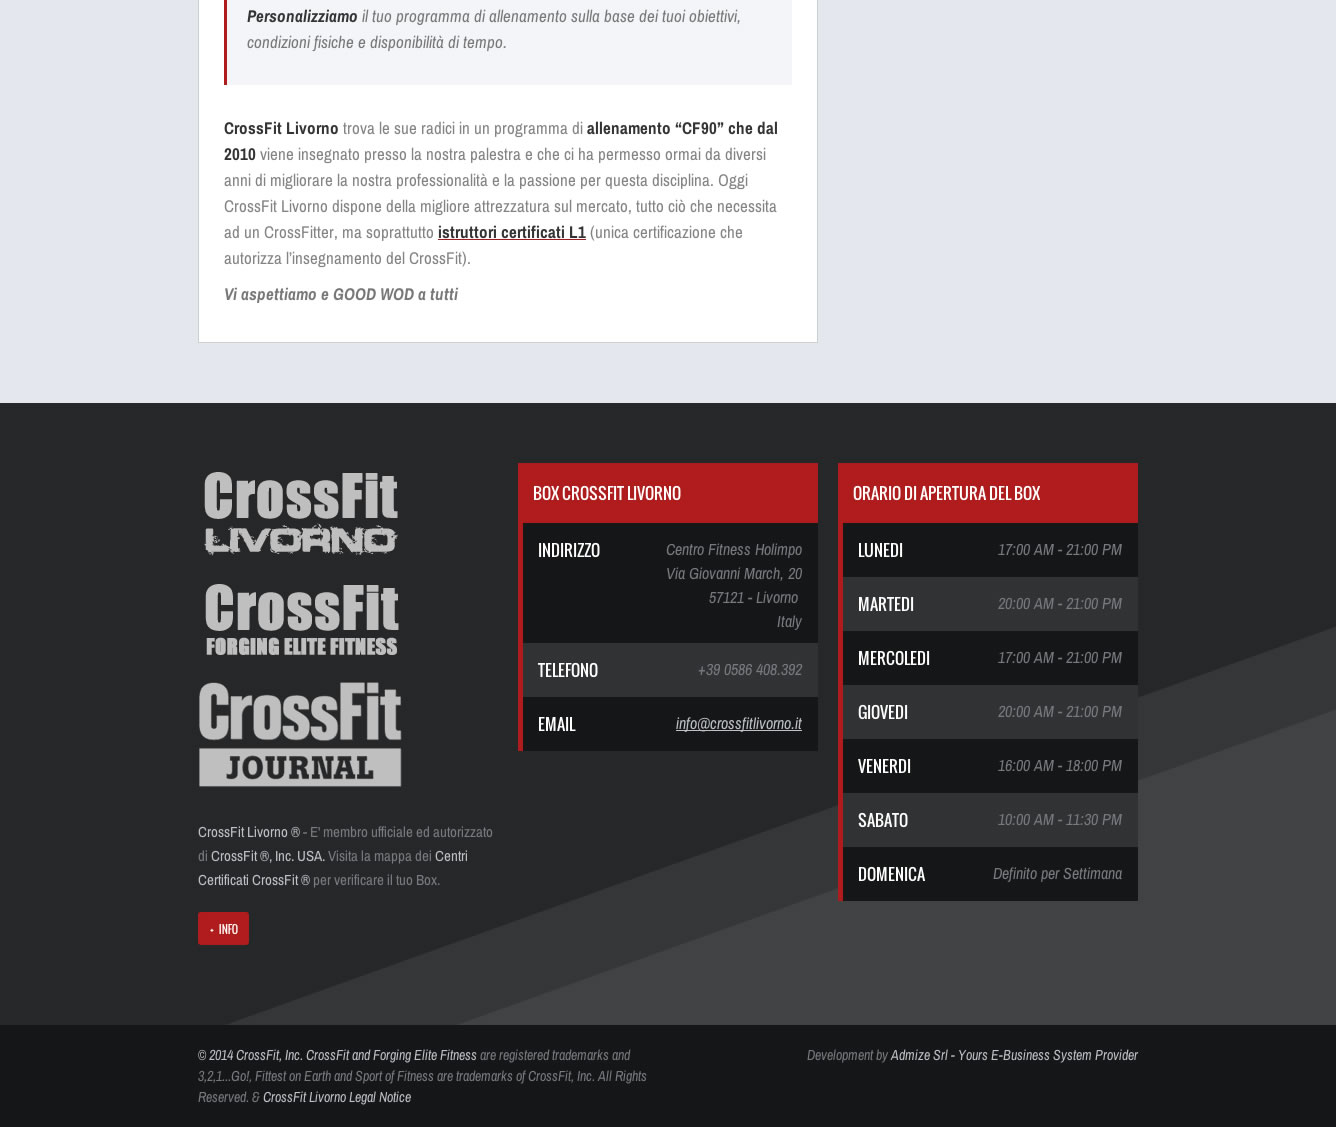 Personalizziamo il tuo programma di allenamento sulla base dei tuoi obiettivi,
condizioni fisiche e disponibilità di tempo.
CrossFit Livorno trova le sue radici in un programma di allenamento “CF90” che dal
2010 viene insegnato presso la nostra palestra e che ci ha permesso ormai da diversi
anni di migliorare la nostra professionalità e la passione per questa disciplina. Oggi
CrossFit Livorno dispone della migliore attrezzatura sul mercato, tutto ciò che necessita
ad un CrossFitter, ma soprattutto istruttori certificati L1 (unica certificazione che
autorizza l’insegnamento del CrossFit).
Vi aspettiamo e GOOD WOD a tutti
CrossFit
LIVORNO
CrossFit
FORGING ELITE FITNESS
CrossFit
JOURNAL
CrossFit Livorno ® - E' membro ufficiale ed autorizzato
di CrossFit ®, Inc. USA. Visita la mappa dei Centri
Certificati CrossFit ® per verificare il tuo Box.
+ INFO
BOX CROSSFIT LIVORNO
INDIRIZZO Centro Fitness Holimpo
Via Giovanni March, 20
57121 - Livorno
Italy
TELEFONO +39 0586 408.392
EMAIL info@crossfitlivorno.it
ORARIO DI APERTURA DEL BOX
LUNEDI 17:00 AM - 21:00 PM
MARTEDI 20:00 AM - 21:00 PM
MERCOLEDI 17:00 AM - 21:00 PM
GIOVEDI 20:00 AM - 21:00 PM
VENERDI 16:00 AM - 18:00 PM
SABATO 10:00 AM - 11:30 PM
DOMENICA Definito per Settimana
© 2014 CrossFit, Inc. CrossFit and Forging Elite Fitness are registered trademarks and
3,2,1...Go!, Fittest on Earth and Sport of Fitness are trademarks of CrossFit, Inc. All Rights
Reserved. & CrossFit Livorno Legal Notice
Development by Admize Srl - Yours E-Business System Provider